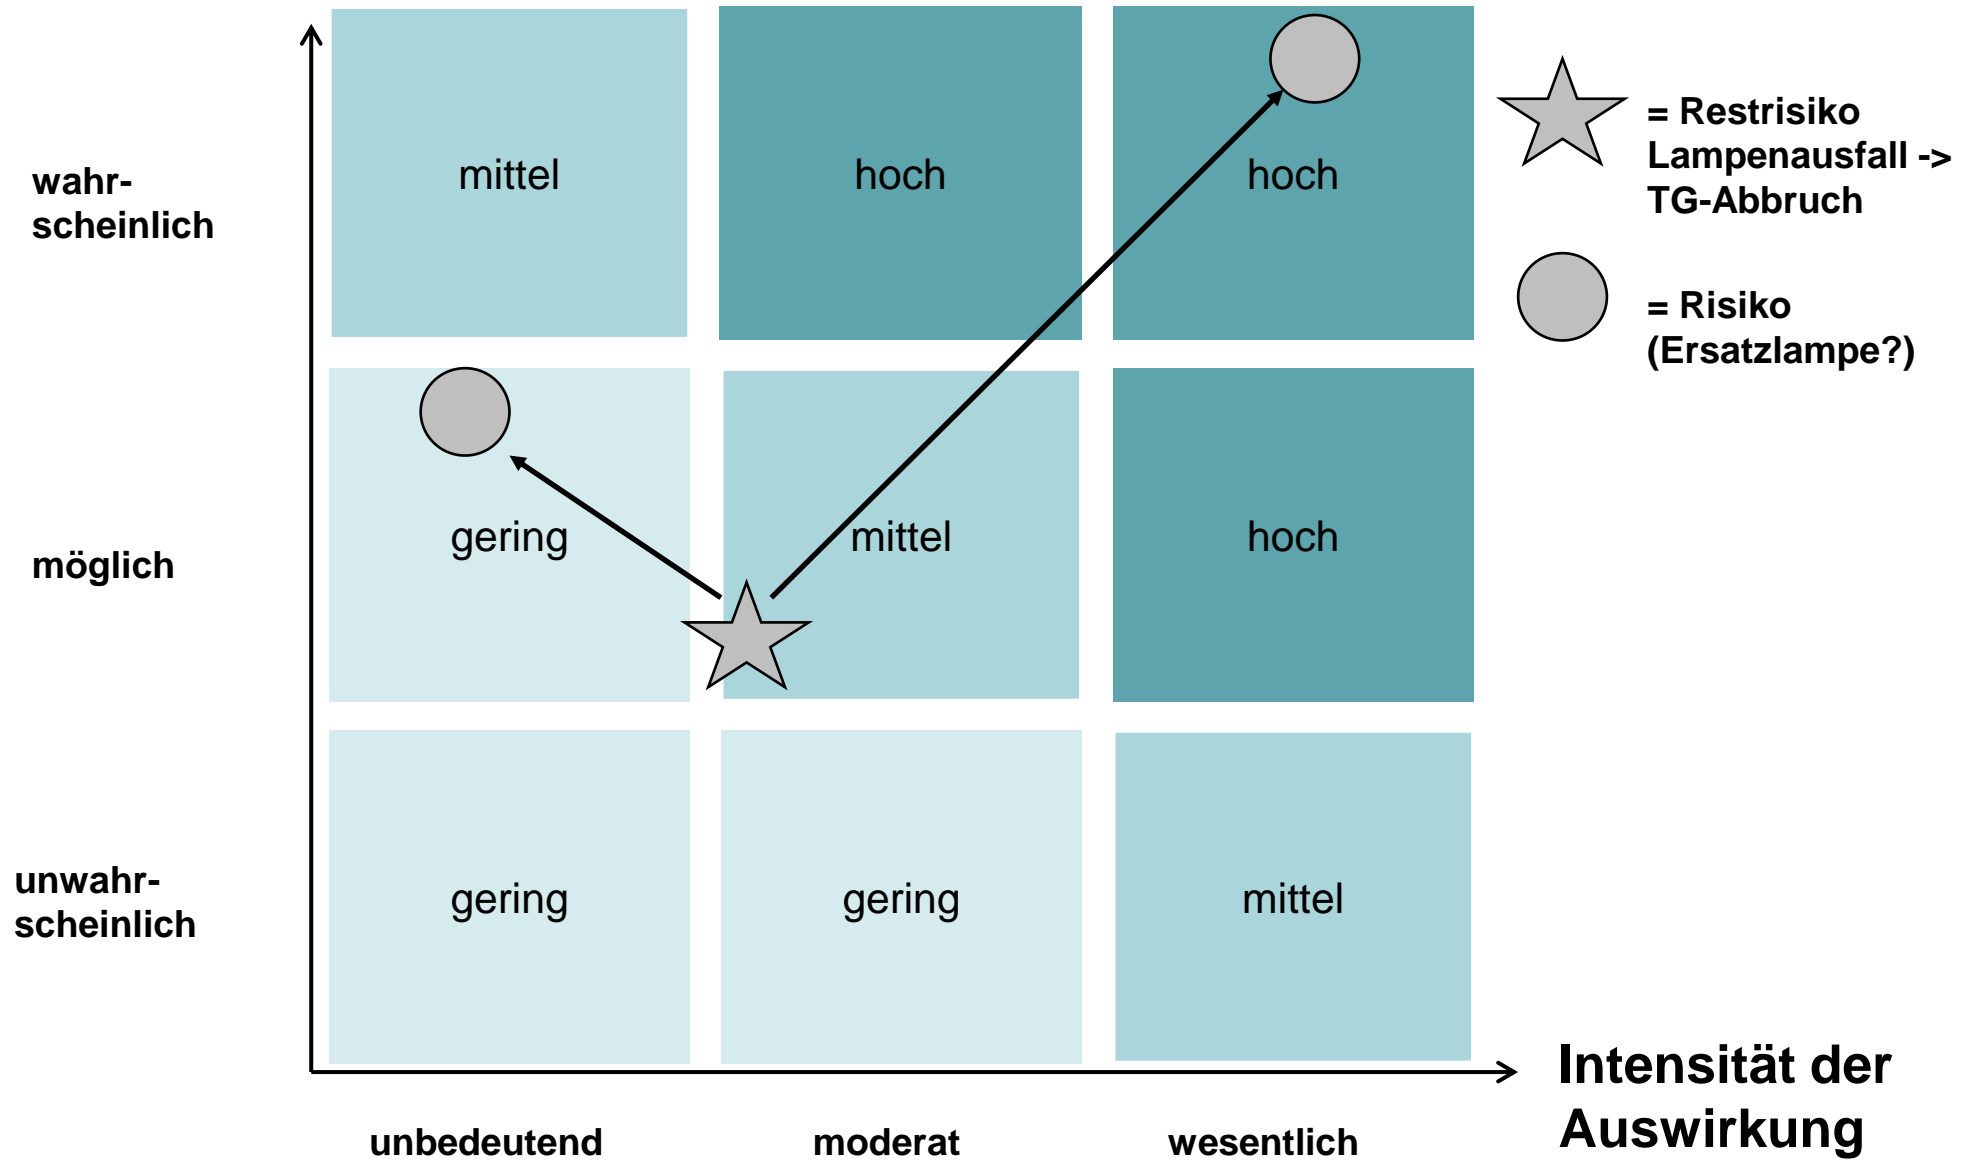 wahr-
scheinlich
mittel
hoch
hoch
= Restrisiko
Lampenausfall ->
TG-Abbruch
= Risiko
(Ersatzlampe?)
möglich
gering
mittel
hoch
unwahr-
scheinlich
gering
gering
mittel
Intensität der
Auswirkung
unbedeutend
moderat
wesentlich